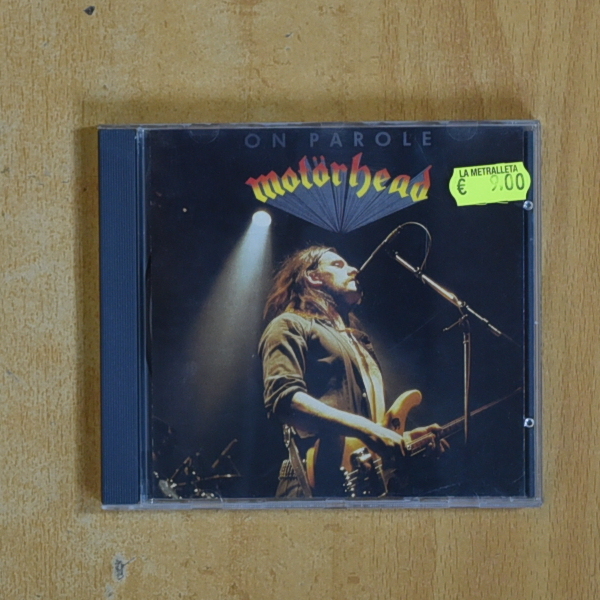 ON PAROLE
motörhead
LA METRALLETA
€ 9.00